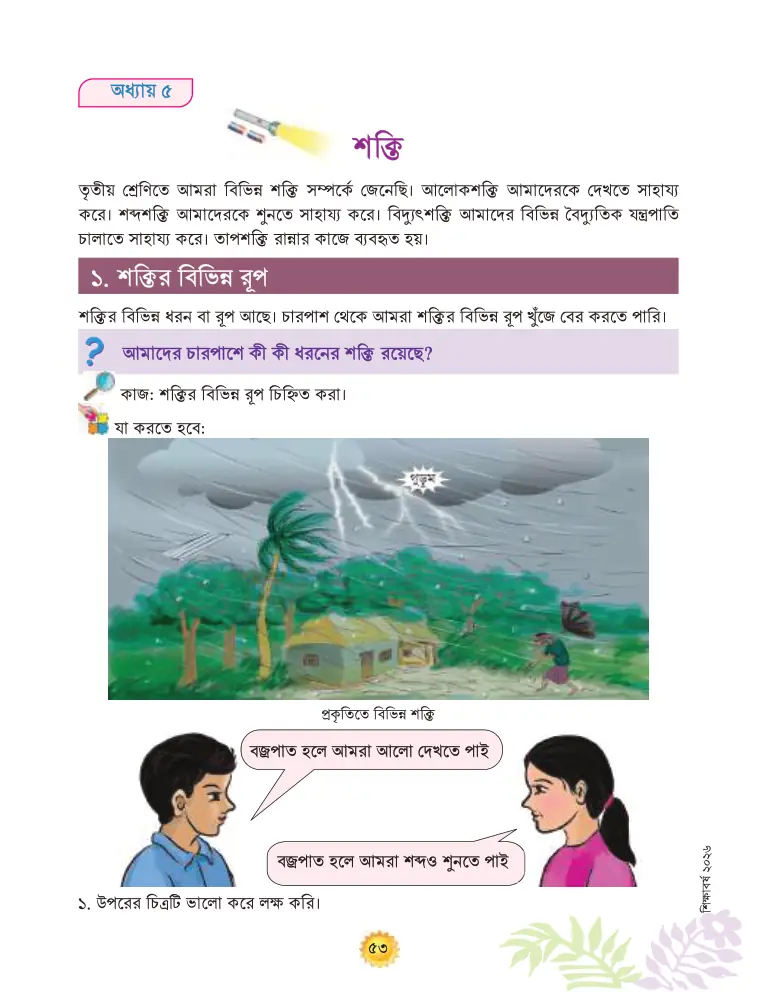 অধ্যায় ৫
শক্তি
তৃতীয় শ্রেণিতে আমরা বিভিন্ন শক্তি সম্পর্কে জেনেছি। আলোকশক্তি আমাদেরকে দেখতে সাহায্য
করে। শব্দশক্তি আমাদেরকে শুনতে সাহায্য করে। বিদ্যুৎশক্তি আমাদের বিভিন্ন বৈদ্যুতিক যন্ত্রপাতি
চালাতে সাহায্য করে। তাপশক্তি রান্নার কাজে ব্যবহৃত হয়।
১. শক্তির বিভিন্ন রূপ
শক্তির বিভিন্ন ধরন বা রূপ আছে। চারপাশ থেকে আমরা শক্তির বিভিন্ন রূপ খুঁজে বের করতে পারি।
? আমাদের চারপাশে কী কী ধরনের শক্তি রয়েছে?
কাজ: শক্তির বিভিন্ন রূপ চিহ্নিত করা।
যা করতে হবে:
গুড়ুম
প্রকৃতিতে বিভিন্ন শক্তি
বজ্রপাত হলে আমরা আলো দেখতে পাই
বজ্রপাত হলে আমরা শব্দও শুনতে পাই
১. উপরের চিত্রটি ভালো করে লক্ষ করি।
শিক্ষাবর্ষ ২০২৬
৫৩